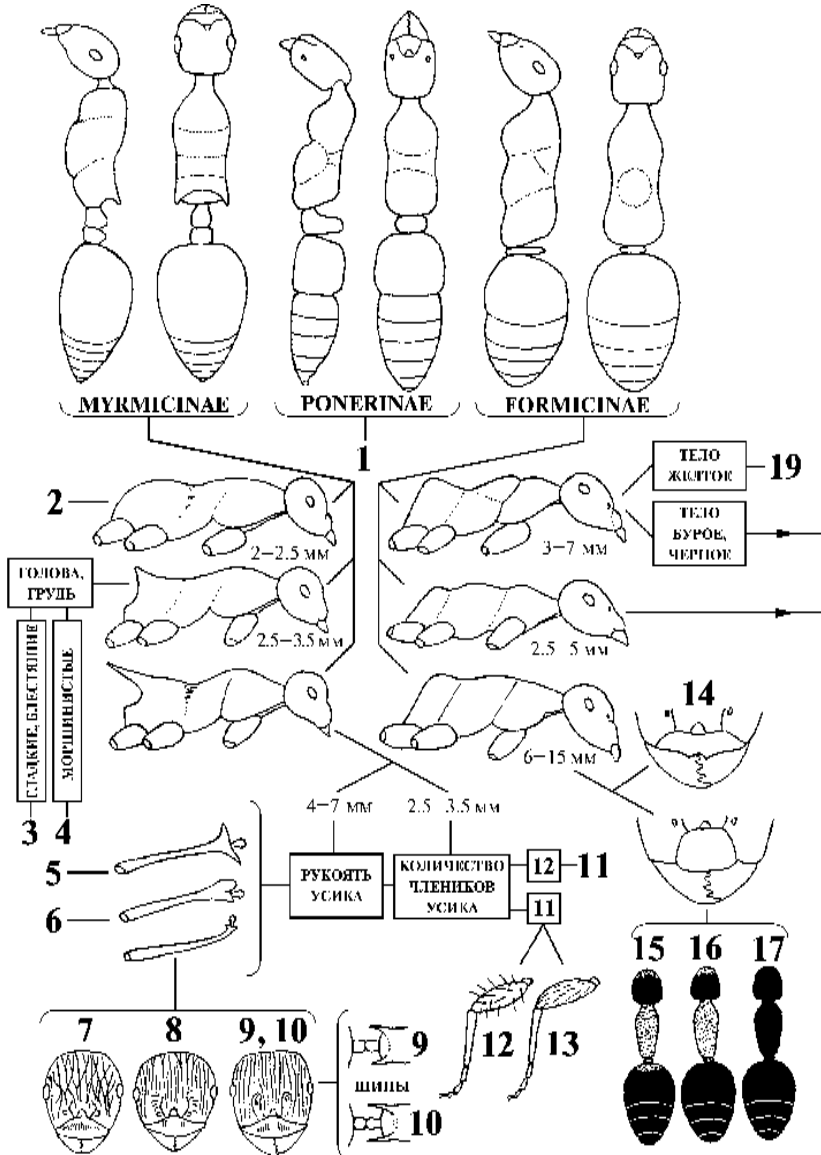 MYRMICINAE
PONERINAE
FORMICINAE
1
2
2–2.5 мм
3–7 мм
ТЕЛО
ЖЕЛТОЕ
19
ТЕЛО
БУРОЕ,
ЧЕРНОЕ
ГОЛОВА,
ГРУДЬ
2.5–3.5 мм
2.5 5 мм
ГЛАДКИЕ, БЛЕСТЯЩИЕ
МОРЩИНИСТЫЕ
6–15 мм
14
3
4
4–7 мм
2.5 3.5 мм
5
6
РУКОЯТЬ
УСИКА
КОЛИЧЕСТВО
ЧЛЕНИКОВ
УСИКА
12
11
11
15
16
17
7
8
9, 10
9
ШИПЫ
10
12
13